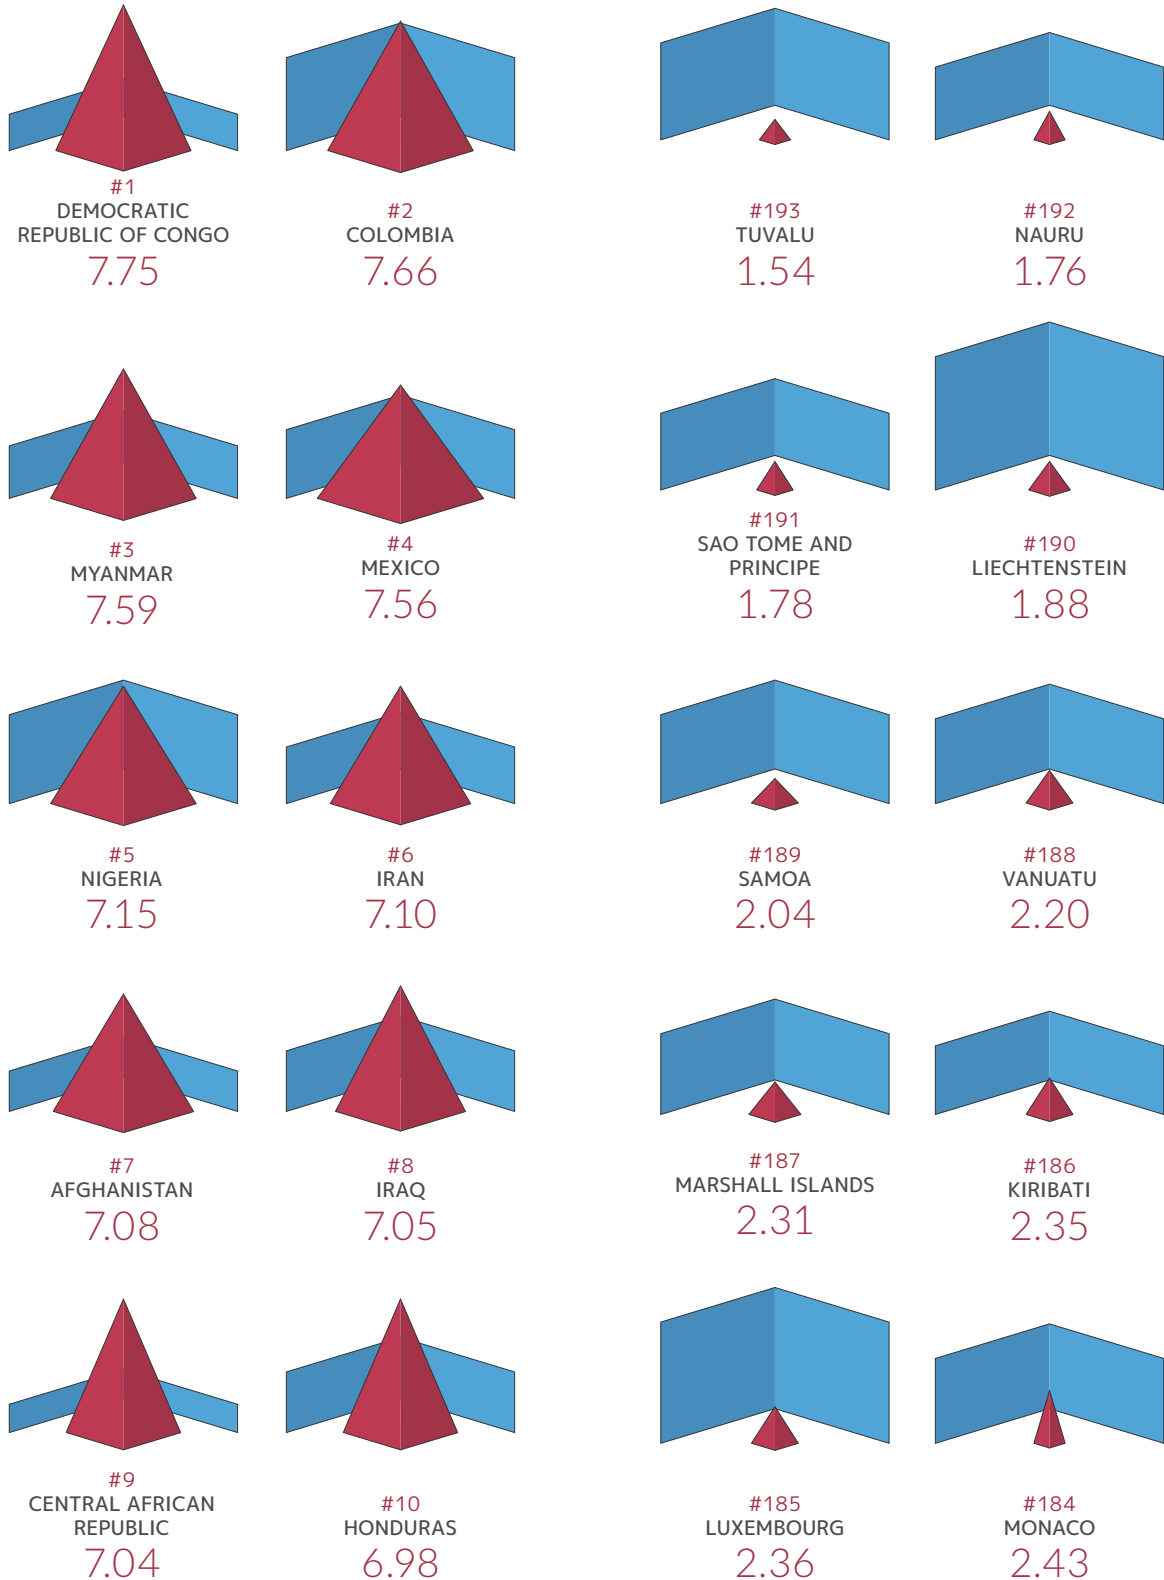 #1
DEMOCRATIC
REPUBLIC OF CONGO
7.75
#2
COLOMBIA
7.66
#193
TUVALU
1.54
#192
NAURU
1.76
#3
MYANMAR
7.59
#4
MEXICO
7.56
#191
SAO TOME AND
PRINCIPE
1.78
#190
LIECHTENSTEIN
1.88
#5
NIGERIA
7.15
#6
IRAN
7.10
#189
SAMOA
2.04
#188
VANUATU
2.20
#7
AFGHANISTAN
7.08
#8
IRAQ
7.05
#187
MARSHALL ISLANDS
2.31
#186
KIRIBATI
2.35
#9
CENTRAL AFRICAN
REPUBLIC
7.04
#10
HONDURAS
6.98
#185
LUXEMBOURG
2.36
#184
MONACO
2.43